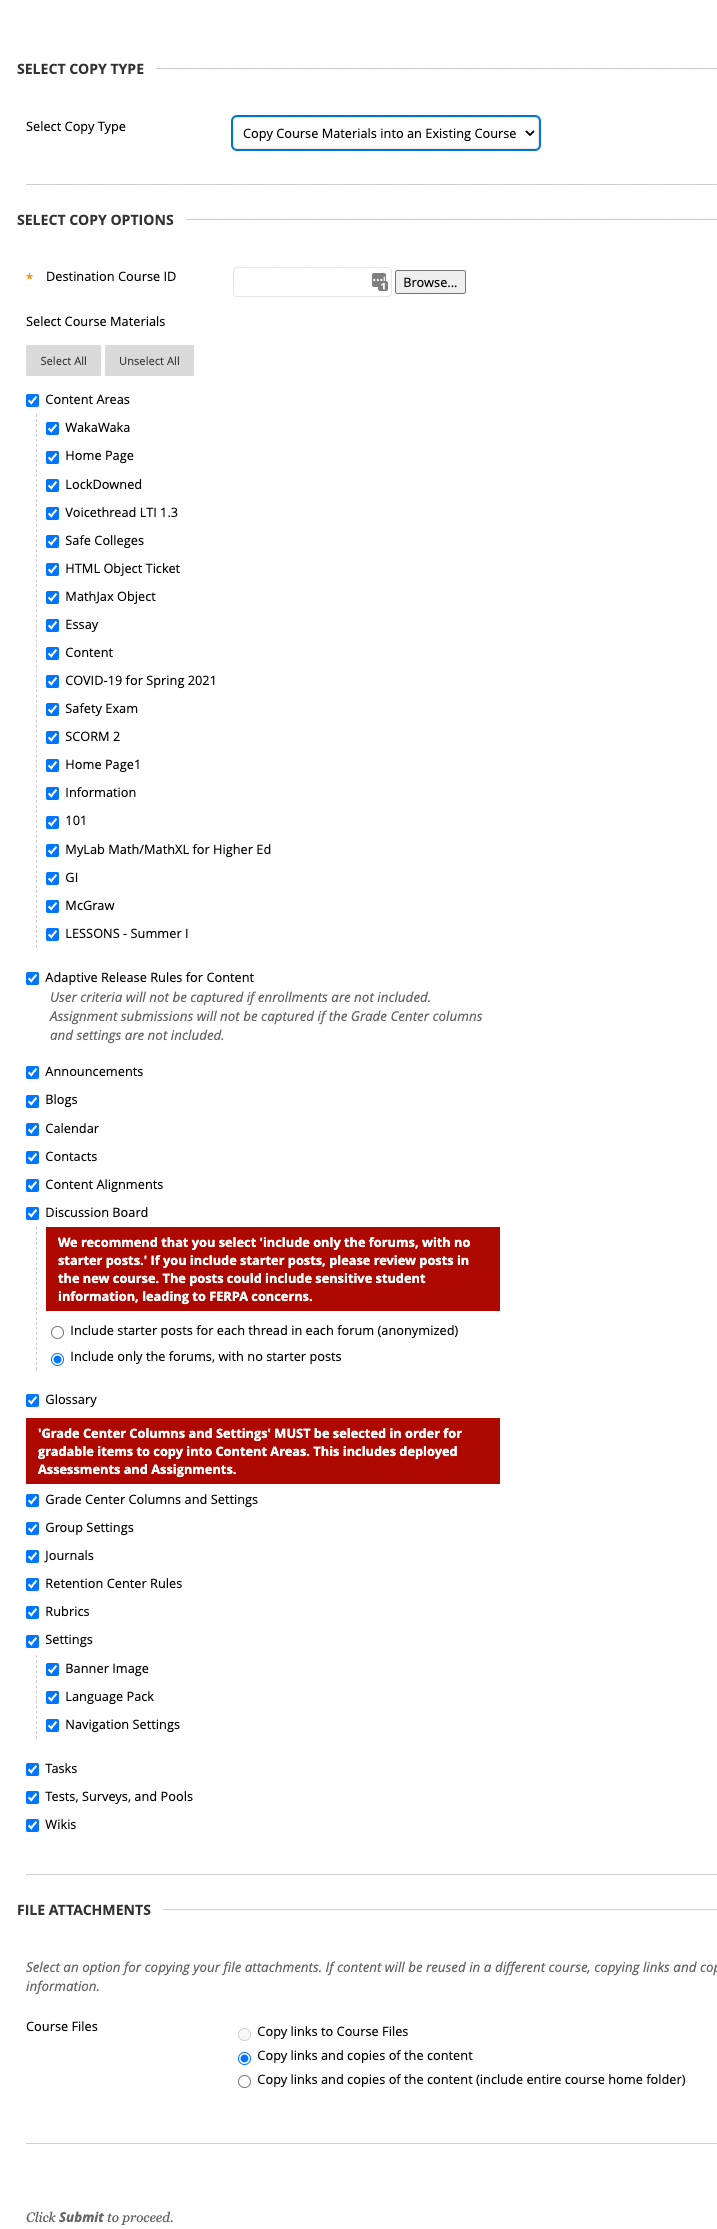 SELECT COPY TYPE
Select Copy Type
Copy Course Materials into an Existing Course
SELECT COPY OPTIONS
* Destination Course ID
1
Browse...
Select Course Materials
Select All
Unselect All
Content Areas
WakaWaka
Home Page
LockDowned
Voicethread LTI 1.3
Safe Colleges
HTML Object Ticket
MathJax Object
Essay
Content
COVID-19 for Spring 2021
Safety Exam
SCORM 2
Home Page1
Information
101
MyLab Math/MathXL for Higher Ed
GI
McGraw
LESSONS - Summer I
Adaptive Release Rules for Content
User criteria will not be captured if enrollments are not included.
Assignment submissions will not be captured if the Grade Center columns
and settings are not included.
Announcements
Blogs
Calendar
Contacts
Content Alignments
Discussion Board
We recommend that you select 'include only the forums, with no
starter posts.' If you include starter posts, please review posts in
the new course. The posts could include sensitive student
information, leading to FERPA concerns.
Include starter posts for each thread in each forum (anonymized)
Include only the forums, with no starter posts
Glossary
'Grade Center Columns and Settings' MUST be selected in order for
gradable items to copy into Content Areas. This includes deployed
Assessments and Assignments.
Grade Center Columns and Settings
Group Settings
Journals
Retention Center Rules
Rubrics
Settings
Banner Image
Language Pack
Navigation Settings
Tasks
Tests, Surveys, and Pools
Wikis
FILE ATTACHMENTS
Select an option for copying your file attachments. If content will be reused in a different course, copying links and cop
information.
Course Files
Copy links to Course Files
Copy links and copies of the content
Copy links and copies of the content (include entire course home folder)
Click Submit to proceed.